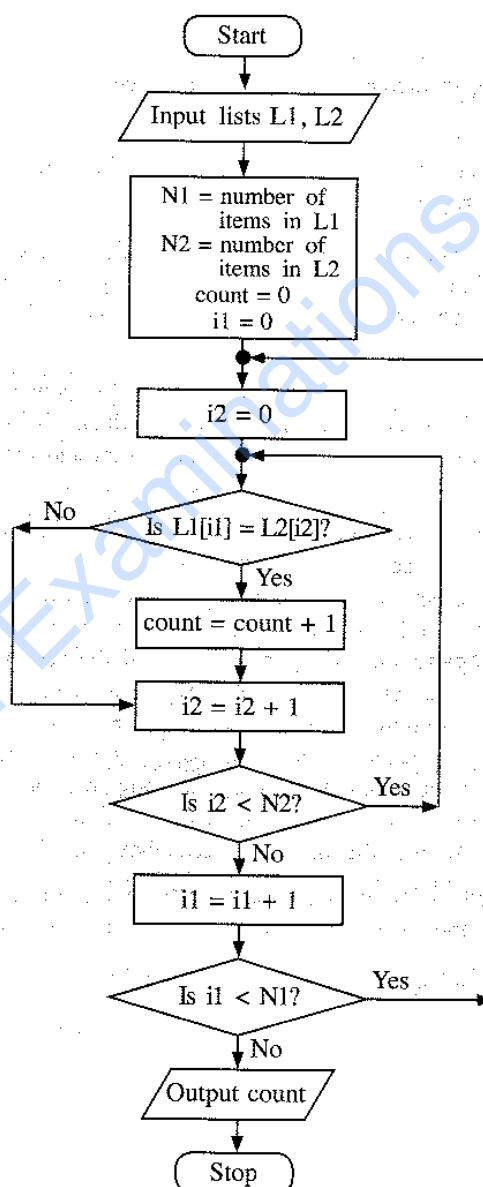 Start
Input lists L1, L2
N1 = number of
items in L1
N2 = number of
items in L2
count = 0
i1 = 0
i2 = 0
Is L1[i1] = L2[i2]?
No
Yes
count = count + 1
i2 = i2 + 1
Is i2 < N2?
Yes
No
i1 = i1 + 1
Is i1 < N1?
Yes
No
Output count
Stop
Examinations